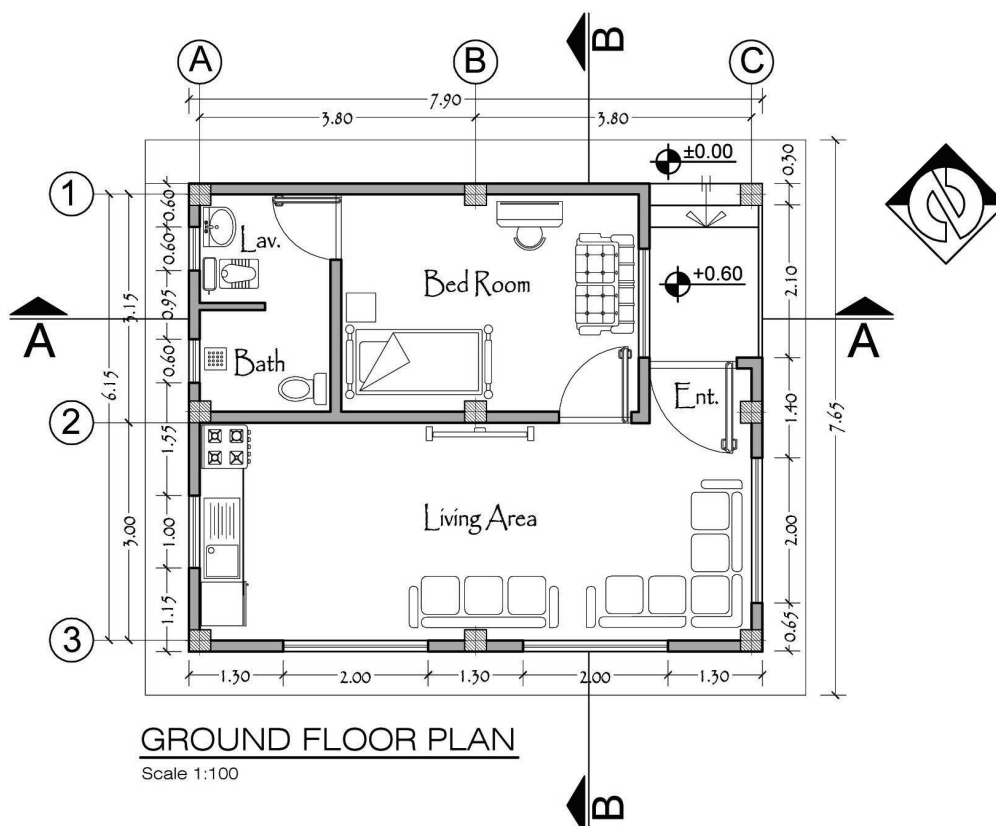 B
A B C
7.90
3.80 3.80
±0.00
0.30
1
0.60
Lav.
0.60
Bed Room
+0.60
2.10
0.95
3.15
A A
Bath
0.60
6.15
Ent.
1.40
7.65
2
1.55
Living Area
1.00
3.00
2.00
1.15
0.65
3
1.30 2.00 1.30 2.00 1.30
GROUND FLOOR PLAN
Scale 1:100
B